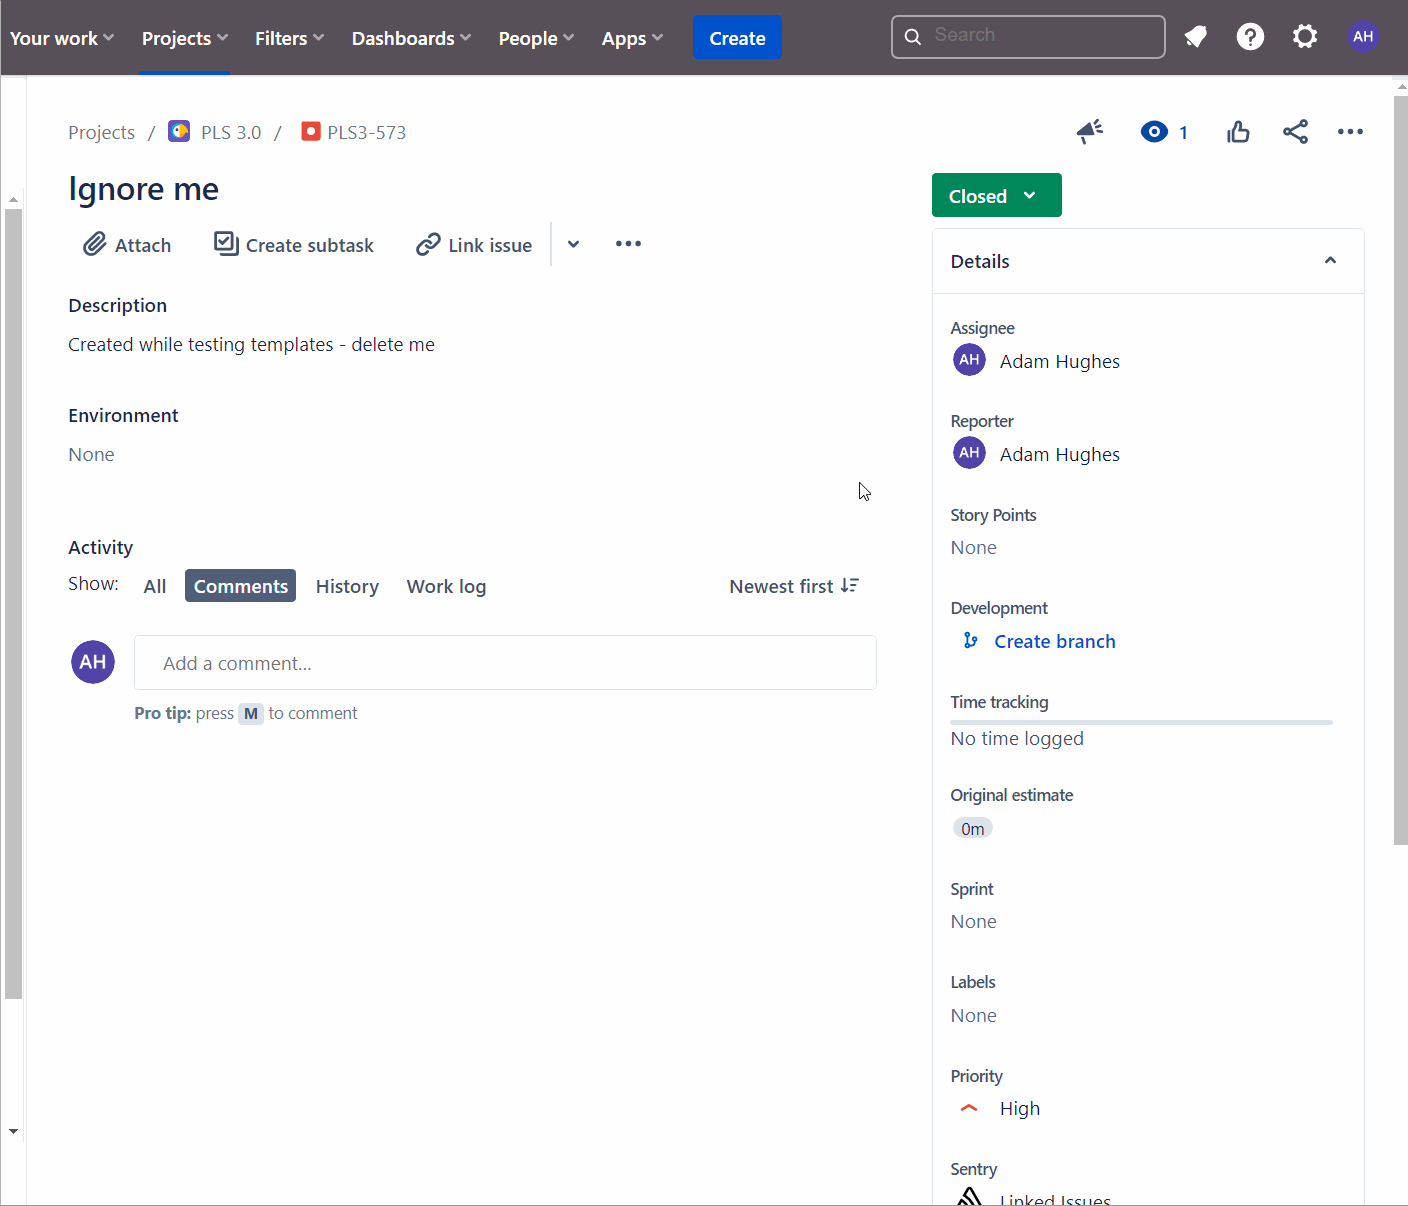 Your work Projects Filters Dashboards People Apps Create Search AH
Projects / PLS 3.0 / PLS3-573 1
Ignore me
Closed
Attach Create subtask Link issue
Details
Description
Created while testing templates - delete me
Assignee
AH Adam Hughes
Environment
None
Reporter
AH Adam Hughes
Story Points
None
Activity
Show: All Comments History Work log Newest first
Development
Create branch
AH Add a comment...
Pro tip: press M to comment
Time tracking
No time logged
Original estimate
0m
Sprint
None
Labels
None
Priority
High
Sentry
Linked Issues